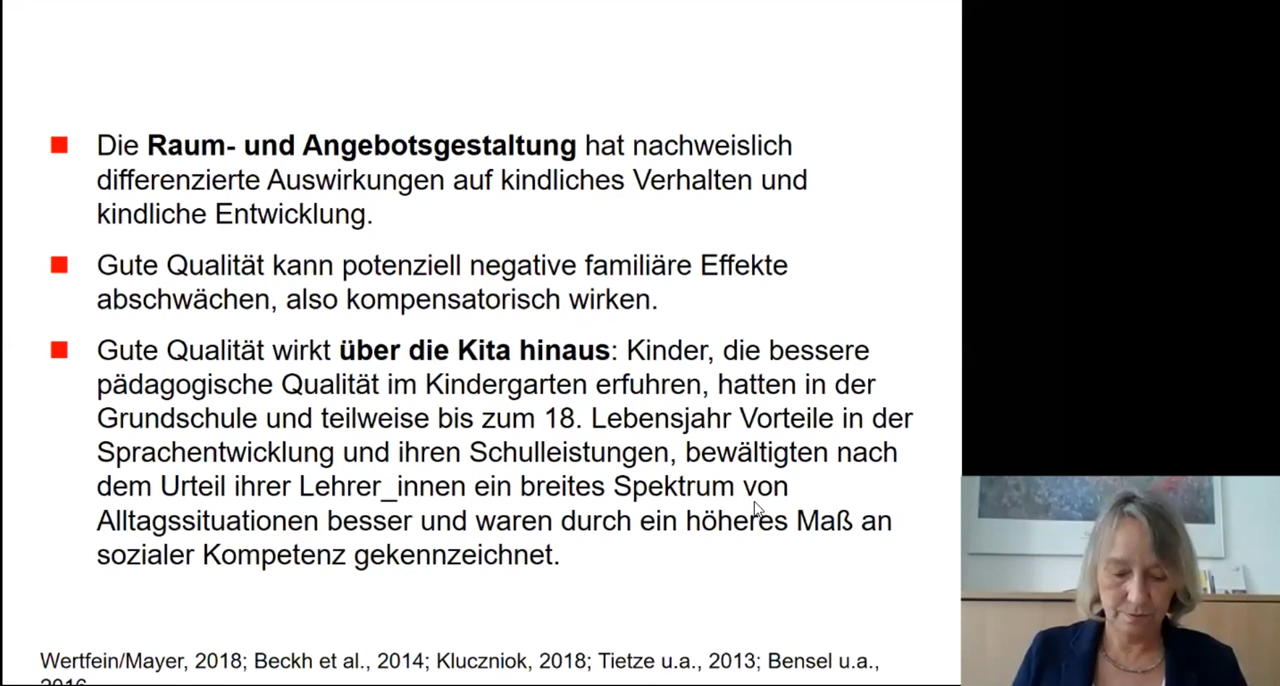 Die Raum- und Angebotsgestaltung hat nachweislich
differenzierte Auswirkungen auf kindliches Verhalten und
kindliche Entwicklung.
Gute Qualität kann potenziell negative familiäre Effekte
abschwächen, also kompensatorisch wirken.
Gute Qualität wirkt über die Kita hinaus: Kinder, die bessere
pädagogische Qualität im Kindergarten erfuhren, hatten in der
Grundschule und teilweise bis zum 18. Lebensjahr Vorteile in der
Sprachentwicklung und ihren Schulleistungen, bewältigten nach
dem Urteil ihrer Lehrer_innen ein breites Spektrum von
Alltagssituationen besser und waren durch ein höheres Maß an
sozialer Kompetenz gekennzeichnet.
Wertfein/Mayer, 2018; Beckh et al., 2014; Kluczniok, 2018; Tietze u.a., 2013; Bensel u.a.,